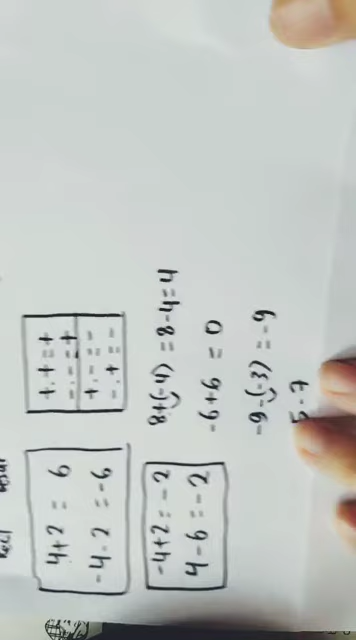 4+2 = 6
-4-2 = -6
+.+=+
-.-=+
+.-=-
-.+=-
-4+2=-2
4-6=-2
8+(-4) = 8-4=4
-6+6 = 0
-9-(-3) = -9
5-7